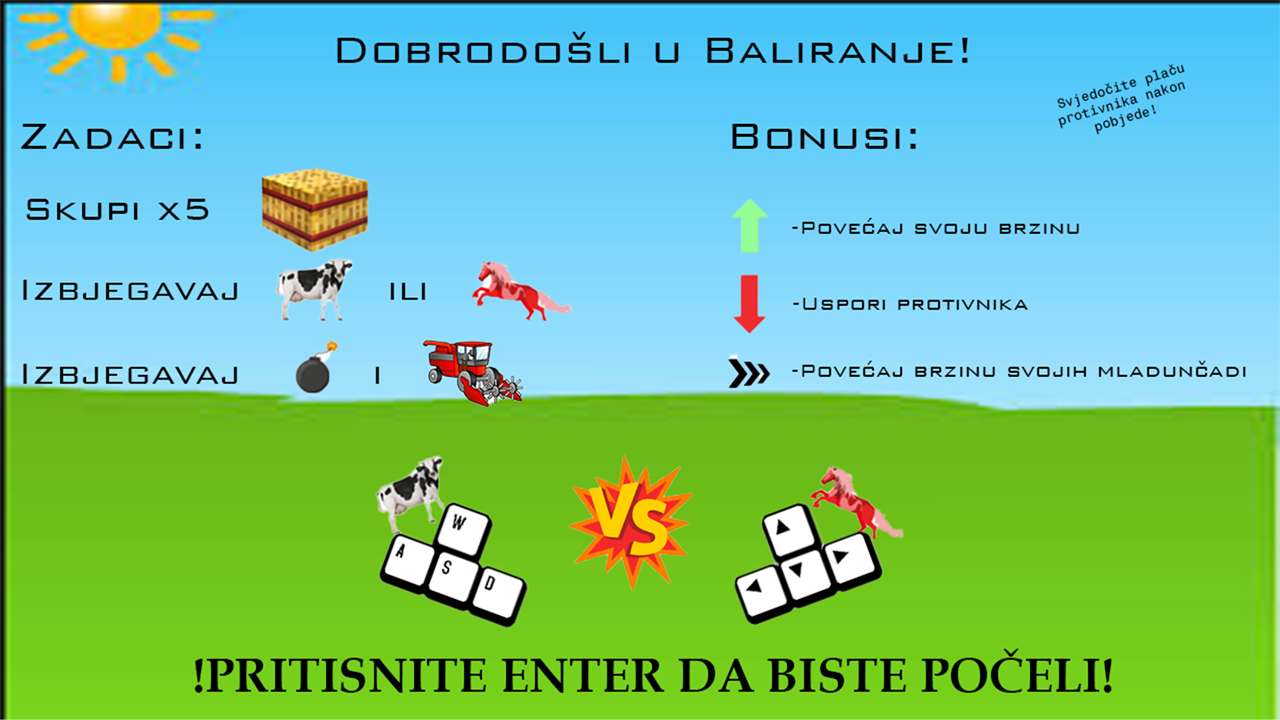 Dobrodošli u Baliranje!
Svjedočite plaču
protivnika nakon
pobjede!
Zadaci:
Skupi x5
Izbjegavaj ili
Izbjegavaj i
Bonusi:
-Povećaj svoju brzinu
-Uspori protivnika
-Povećaj brzinu svojih mladunčadi
W
A S D
VS
!PRITISNITE ENTER DA BISTE POČELI!